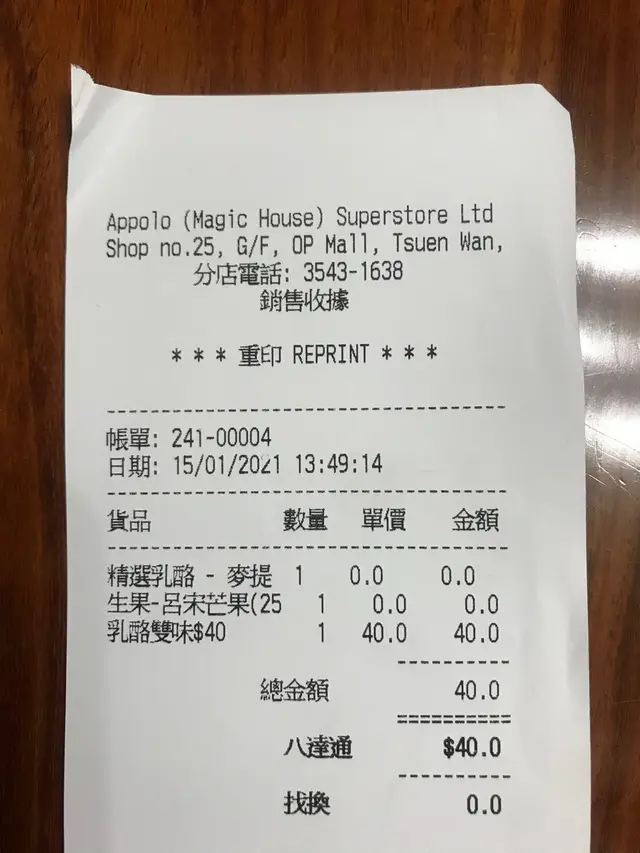 Appolo (Magic House) Superstore Ltd
Shop no.25, G/F, OP Mall, Tsuen Wan,
分店電話: 3543-1638
銷售收據
* * * 重印 REPRINT * * *
帳單: 241-00004
日期: 15/01/2021 13:49:14
貨品 數量 單價 金額
精選乳酪 - 麥提 1 0.0 0.0
生果-呂宋芒果(25 1 0.0 0.0
乳酪雙味$40 1 40.0 40.0
總金額 40.0
八達通 $40.0
找換 0.0